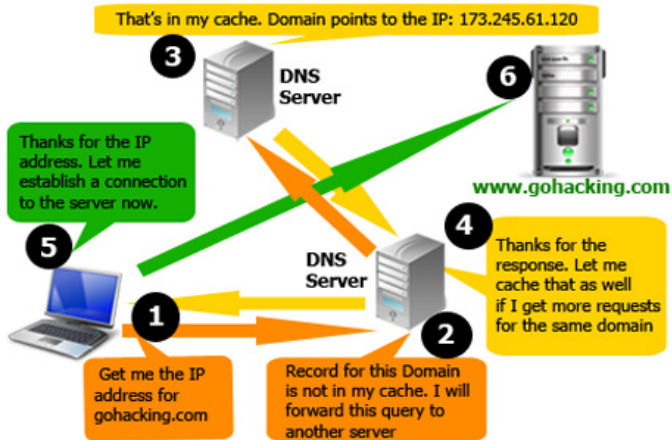 That's in my cache. Domain points to the IP: 173.245.61.120
3
DNS
Server
6
www.gohacking.com
Thanks for the IP
address. Let me
establish a connection
to the server now.
5
DNS
Server
4
Thanks for the
response. Let me
cache that as well
if I get more requests
for the same domain
1
Get me the IP
address for
gohacking.com
2
Record for this Domain
is not in my cache. I will
forward this query to
another server